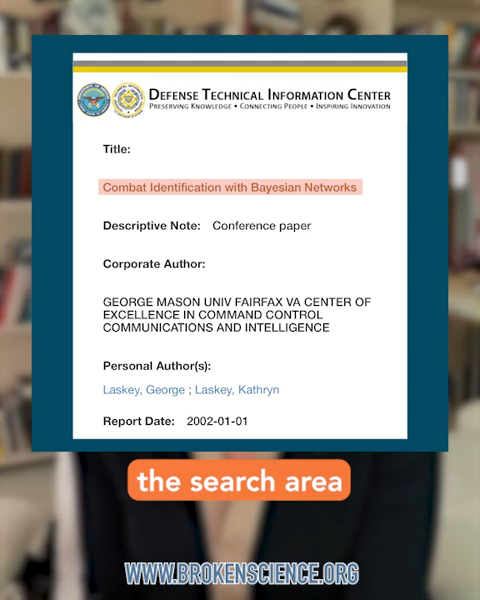 DEFENSE TECHNICAL INFORMATION CENTER
PRESERVING KNOWLEDGE • CONNECTING PEOPLE • INSPIRING INNOVATION
Title:
Combat Identification with Bayesian Networks
Descriptive Note: Conference paper
Corporate Author:
GEORGE MASON UNIV FAIRFAX VA CENTER OF
EXCELLENCE IN COMMAND CONTROL
COMMUNICATIONS AND INTELLIGENCE
Personal Author(s):
Laskey, George ; Laskey, Kathryn
Report Date: 2002-01-01
the search area
WWW.BROKENSCIENCE.ORG